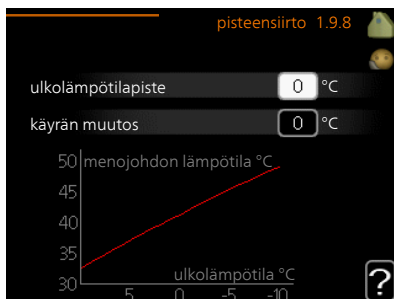 pisteensiirto 1.9.8
ulkolämpötilapiste 0 °C
käyrän muutos 0 °C
50 menojohdon lämpötila °C
45
40
35
30 ulkolämpötila °C
5 0 -5 -10
?